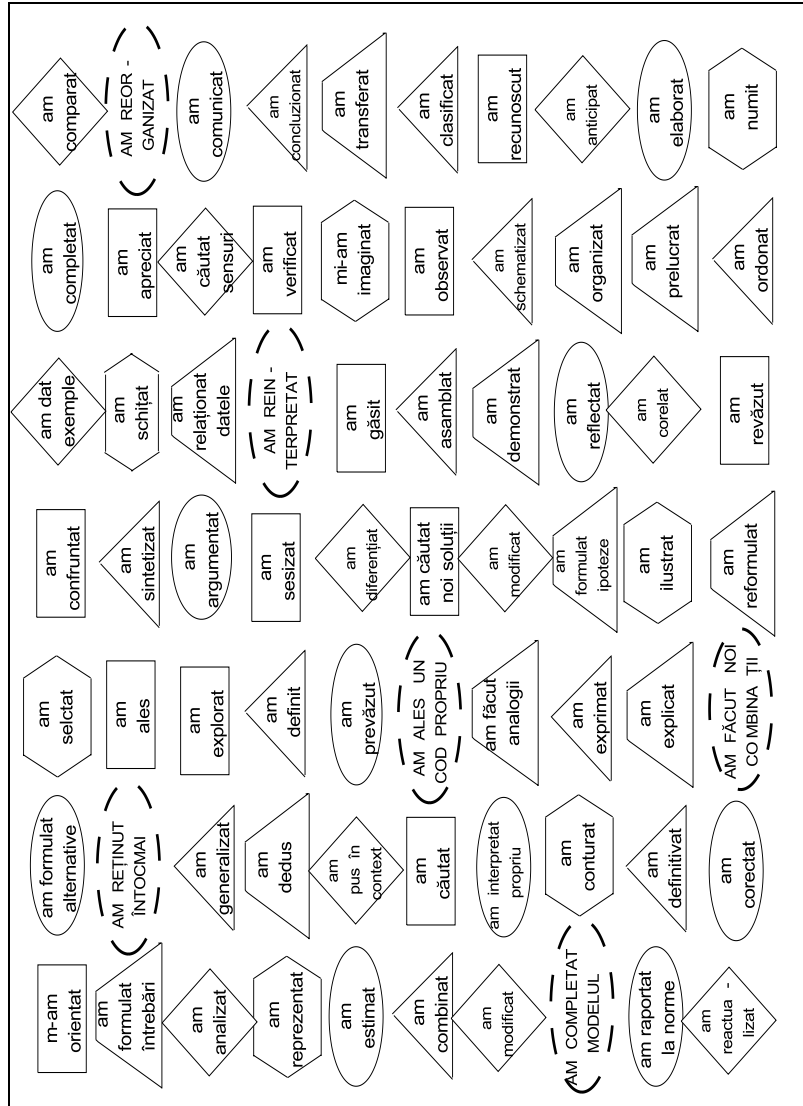 m-am
orientat
am formulat
alternative
am
selctat
am
confruntat
am dat
exemple
am
completat
am
comparat
am
formulat
întrebări
AM REȚINUT
ÎNTOCMAI
am
ales
am
sintetizat
am
schițat
am
apreciat
AM REOR -
GANIZAT
am
analizat
am
generalizat
am
explorat
am
argumentat
am
relaționat
datele
am
căutat
sensuri
am
comunicat
am
reprezentat
am
dedus
am
definit
am
sesizat
AM REIN -
TERPRETAT
am
verificat
am
concluzionat
am
estimat
am
pus în
context
am
prevăzut
am
diferențiat
am
găsit
mi-am
imaginat
am
transferat
am
combinat
am
căutat
AM ALES UN
COD PROPRIU
am căutat
noi soluții
am
asamblat
am
observat
am
clasificat
am
modificat
am interpretat
propriu
am făcut
analogii
am
modificat
am
demonstrat
am
schematizat
am
recunoscut
AM COMPLETAT
MODELUL
am
conturat
am
exprimat
am
formulat
ipoteze
am
reflectat
am
organizat
am
anticipat
am raportat
la norme
am
definitivat
am
explicat
am
ilustrat
am
corelat
am
prelucrat
am
elaborat
am
reactua -
lizat
am
corectat
AM FĂCUT NOI
CO MBINA ȚII
am
reformulat
am
revăzut
am
ordonat
am
numit